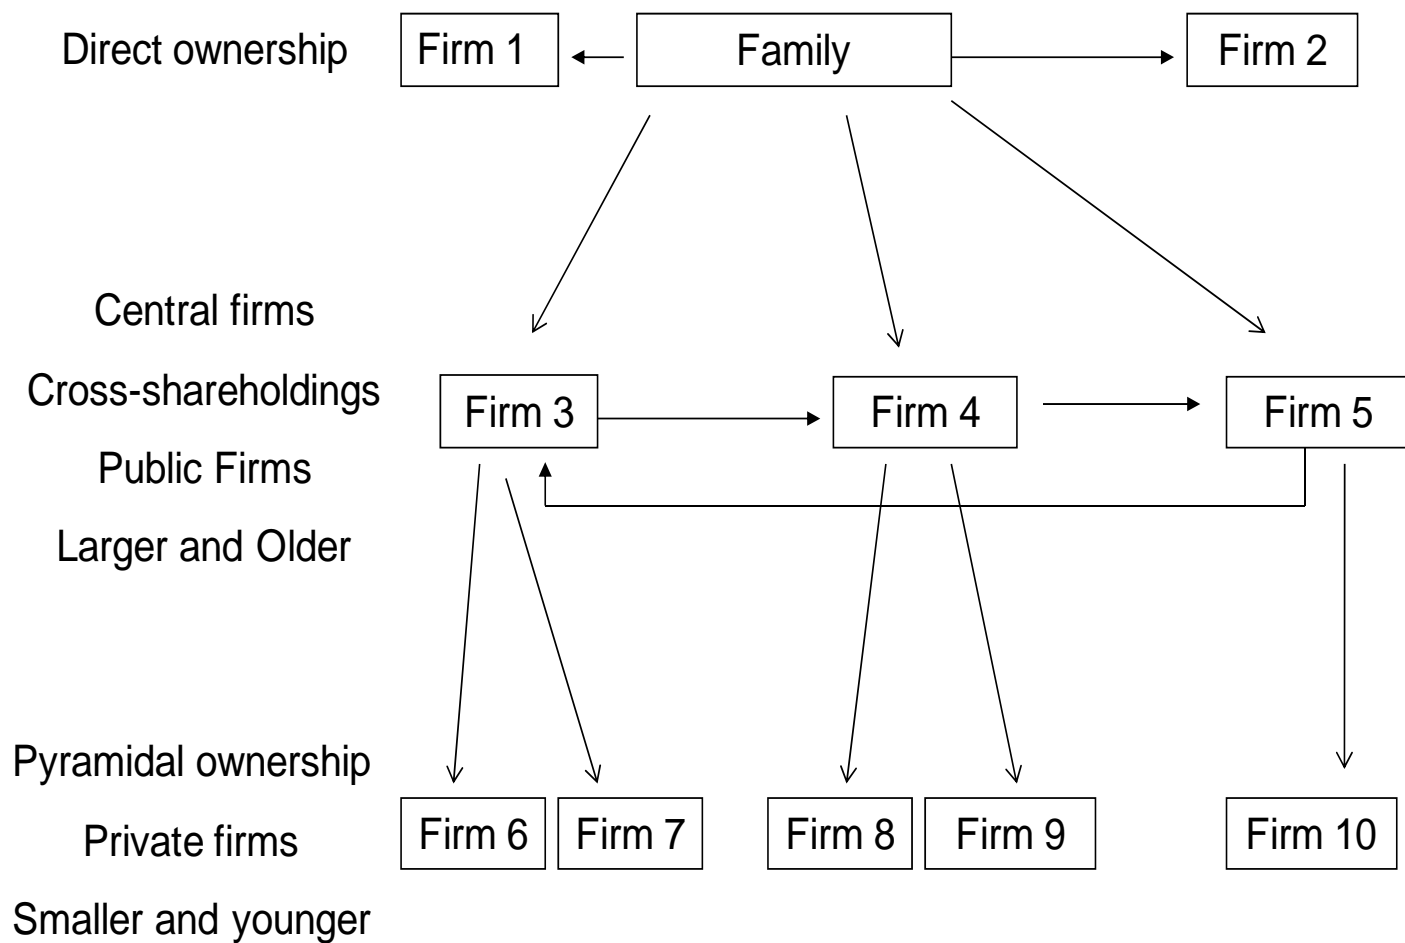 Direct ownership
Firm 1
Family
Firm 2
Central firms
Cross-shareholdings
Public Firms
Larger and Older
Firm 3
Firm 4
Firm 5
Pyramidal ownership
Private firms
Smaller and younger
Firm 6
Firm 7
Firm 8
Firm 9
Firm 10